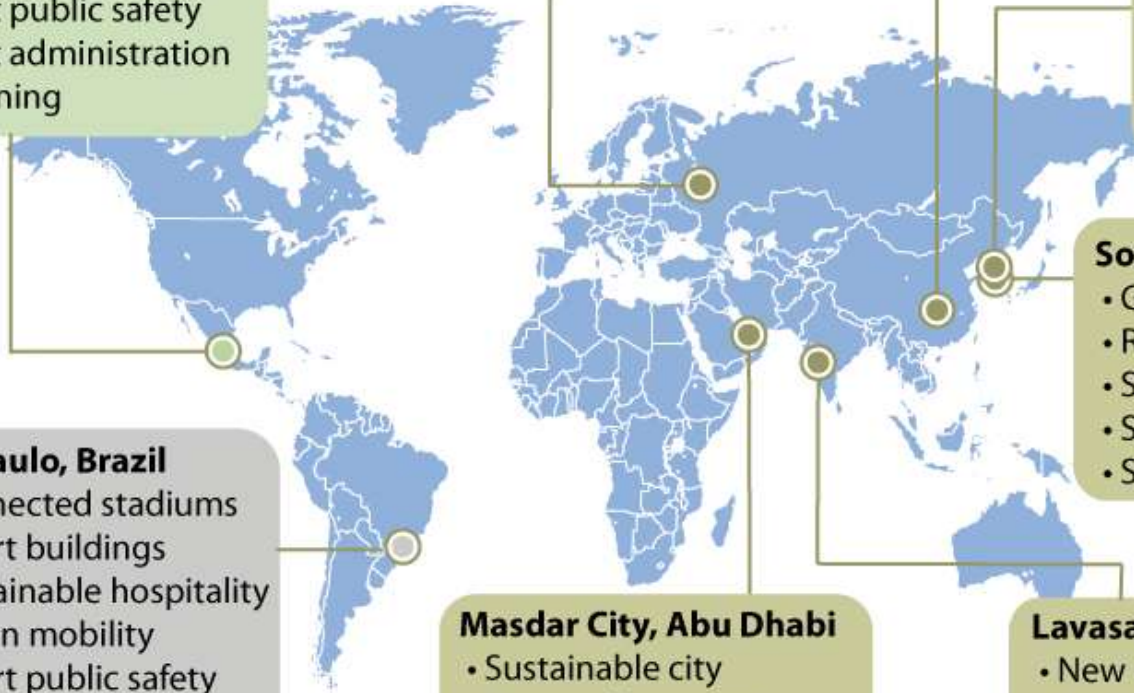 public safety
administration
ning
aulo, Brazil
nected stadiums
rt buildings
ainable hospitality
n mobility
rt public safety
Masdar City, Abu Dhabi
• Sustainable city
So
• G
• R
• S
• S
• S
Lavasa
• New